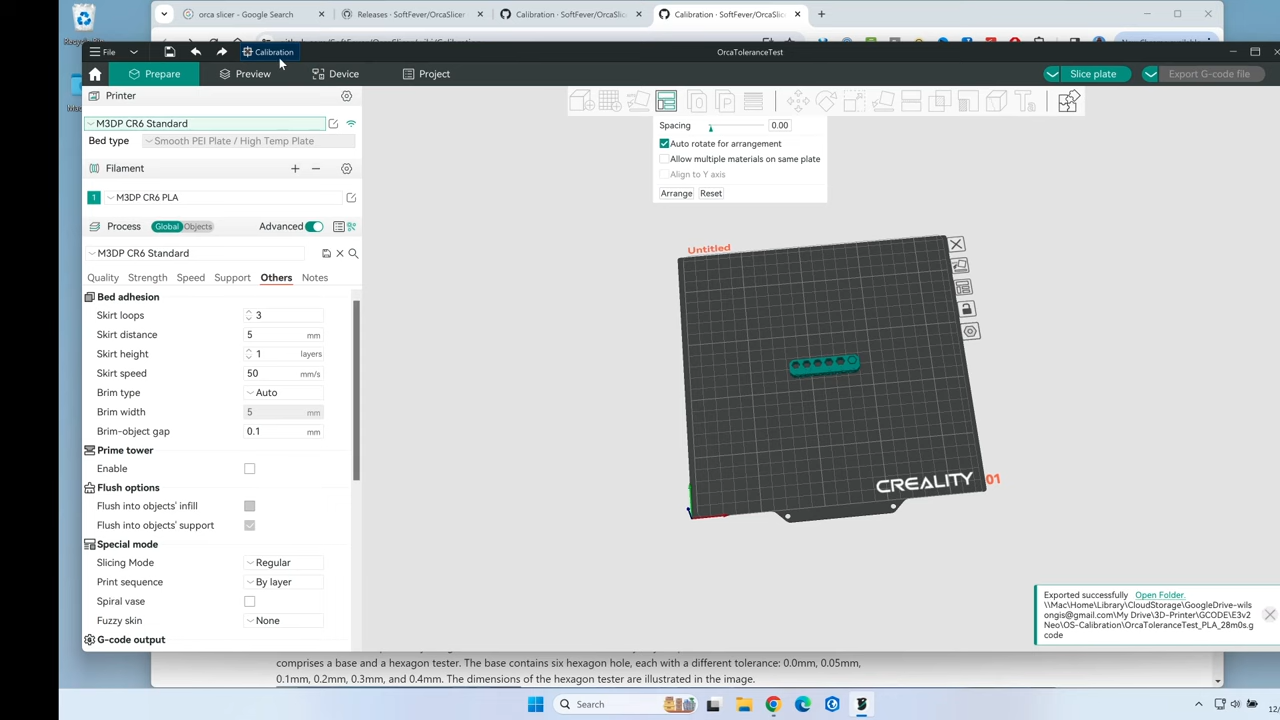 orca slicer - Google Search
Releases · SoftFever/OrcaSlice
Calibration · SoftFever/OrcaSlic
Calibration · SoftFever/OrcaSlic
File
Calibration
OrcaToleranceTest
Prepare
Preview
Device
Project
Slice plate
Export G-code file
Printer
M3DP CR6 Standard
Bed type
Smooth PEI Plate / High Temp Plate
Filament
1
M3DP CR6 PLA
Process
Global
Objects
Advanced
M3DP CR6 Standard
Quality
Strength
Speed
Support
Others
Notes
Bed adhesion
Skirt loops
3
Skirt distance
5
mm
Skirt height
1
layers
Skirt speed
50
mm/s
Brim type
Auto
Brim width
5
mm
Brim-object gap
0.1
mm
Prime tower
Enable
Flush options
Flush into objects' infill
Flush into objects' support
Special mode
Slicing Mode
Regular
Print sequence
By layer
Spiral vase
Fuzzy skin
None
G-code output
Spacing
0.00
Auto rotate for arrangement
Allow multiple materials on same plate
Align to Y axis
Arrange
Reset
Untitled
CREALITY
01
Exported successfully Open Folder.
\\Mac\Home\Library\CloudStorage\GoogleDrive-wils
ongis@gmail.com\My Drive\3D-Printer\GCODE\E3v2
Neo\OS-Calibration\OrcaToleranceTest_PLA_28m0s.g
code
comprises a base and a hexagon tester. The base contains six hexagon hole, each with a different tolerance: 0.0mm, 0.05mm,
0.1mm, 0.2mm, 0.3mm, and 0.4mm. The dimensions of the hexagon tester are illustrated in the image.
Search
12/